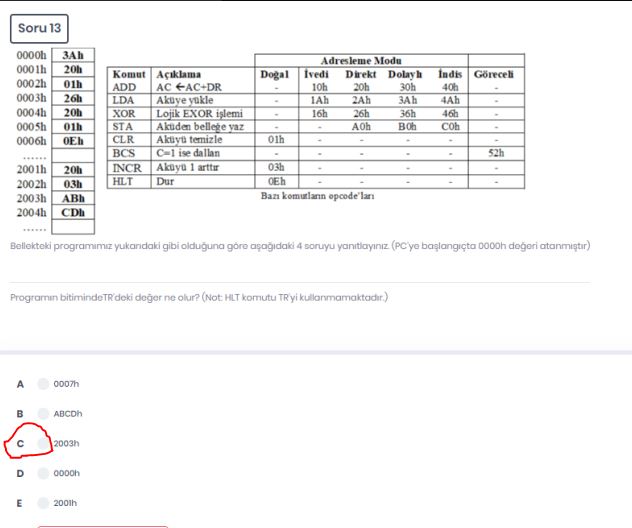 Soru 13
0000h 3Ah
0001h 20h
0002h 01h
0003h 26h
0004h 20h
0005h 01h
0006h 0Eh
......
2001h 20h
2002h 03h
2003h ABh
2004h CDh
......
Adresleme Modu
Komut Açıklama Doğal İvedi Direkt Dolaylı İndis Göreceli
ADD AC ←AC+DR - 10h 20h 30h 40h -
LDA Aküye yükle - 1Ah 2Ah 3Ah 4Ah -
XOR Lojik EXOR işlemi - 16h 26h 36h 46h -
STA Aküden belleğe yaz - - A0h B0h C0h -
CLR Aküyü temizle 01h - - - - -
BCS C=1 ise dallan - - - - - 52h
INCR Aküyü 1 arttır 03h - - - - -
HLT Dur 0Eh - - - - -
Bazı komutların opcode'ları
Bellekteki programımız yukarıdaki gibi olduğuna göre aşağıdaki 4 soruyu yanıtlayınız. (PC'ye başlangıçta 0000h değeri atanmıştır)
Programın bitimindeTR'deki değer ne olur? (Not: HLT komutu TR'yi kullanmamaktadır.)
A 0007h
B ABCDh
C 2003h
D 0000h
E 2001h